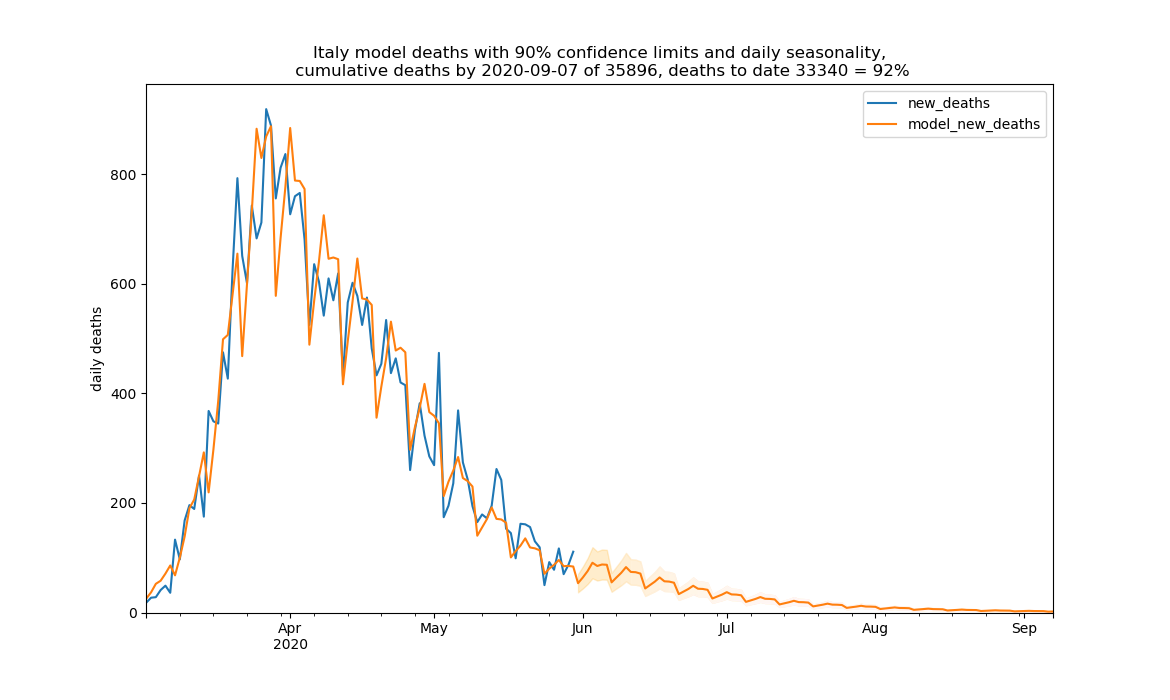 Italy model deaths with 90% confidence limits and daily seasonality,
cumulative deaths by 2020-09-07 of 35896, deaths to date 33340 = 92%
new_deaths
model_new_deaths
daily deaths
800
600
400
200
0
Apr
2020
May
Jun
Jul
Aug
Sep